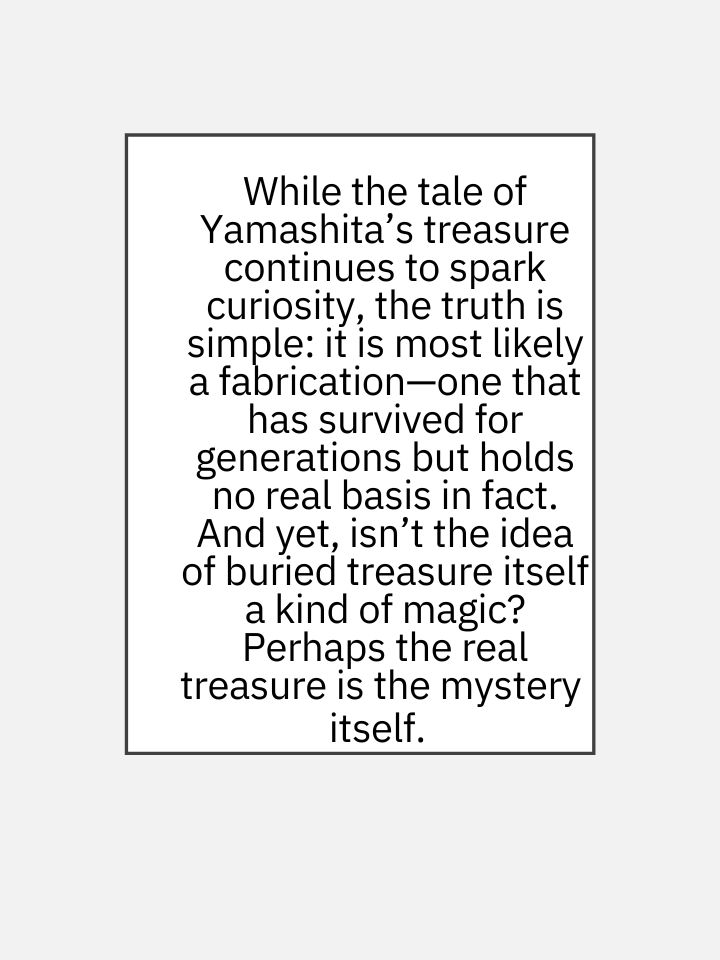 While the tale of
Yamashita’s treasure
continues to spark
curiosity, the truth is
simple: it is most likely
a fabrication—one that
has survived for
generations but holds
no real basis in fact.
And yet, isn’t the idea
of buried treasure itself
a kind of magic?
Perhaps the real
treasure is the mystery
itself.